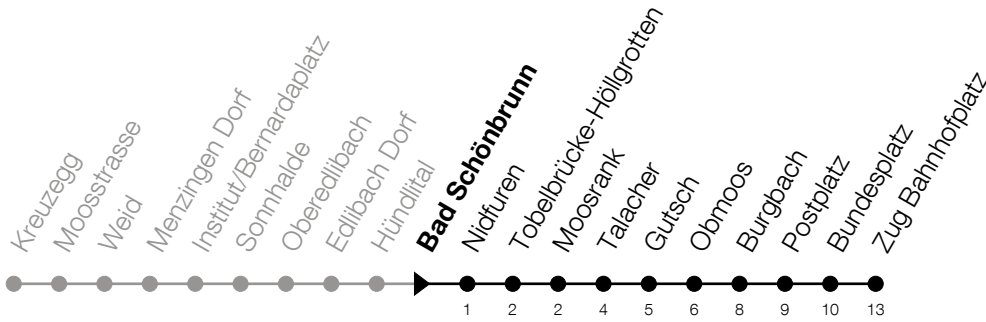 Kreuzegg
Moosstrasse
Weid
Menzingen Dorf
Institut/Bernardaplatz
Sonnhalde
Oberedlibach
Edlibach Dorf
Hündlital
Bad Schönbrunn
Nidfuren
Tobelbrücke-Höllgrotten
Moosrank
Talacher
Gutsch
Obmoos
Burgbach
Postplatz
Bundesplatz
Zug Bahnhofplatz
1 2 2 4 5 6 8 9 10 13